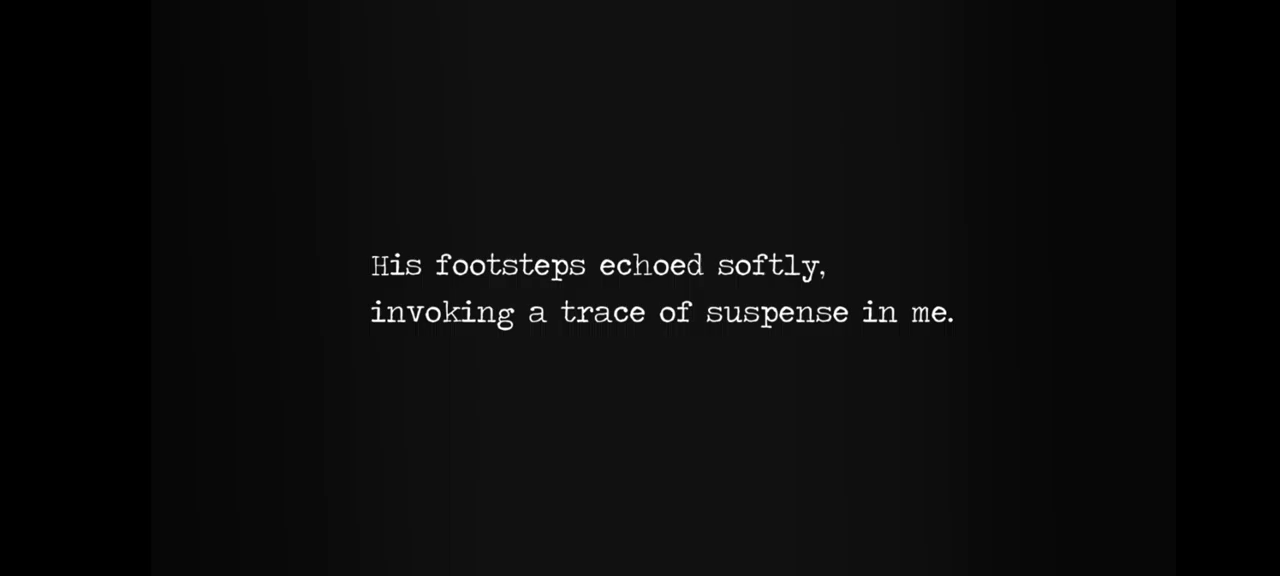 His footsteps echoed softly,
invoking a trace of suspense in me.